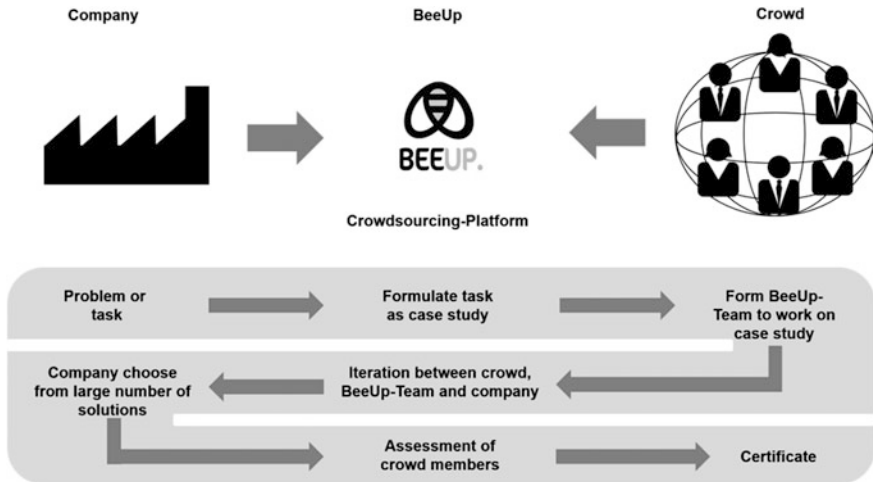 Company
BeeUp
Crowd
BEEUP.
Crowdsourcing-Platform
Problem or
task
Formulate task
as case study
Form BeeUp-
Team to work on
case study
Company choose
from large number of
solutions
Iteration between crowd,
BeeUp-Team and company
Assessment of
crowd members
Certificate